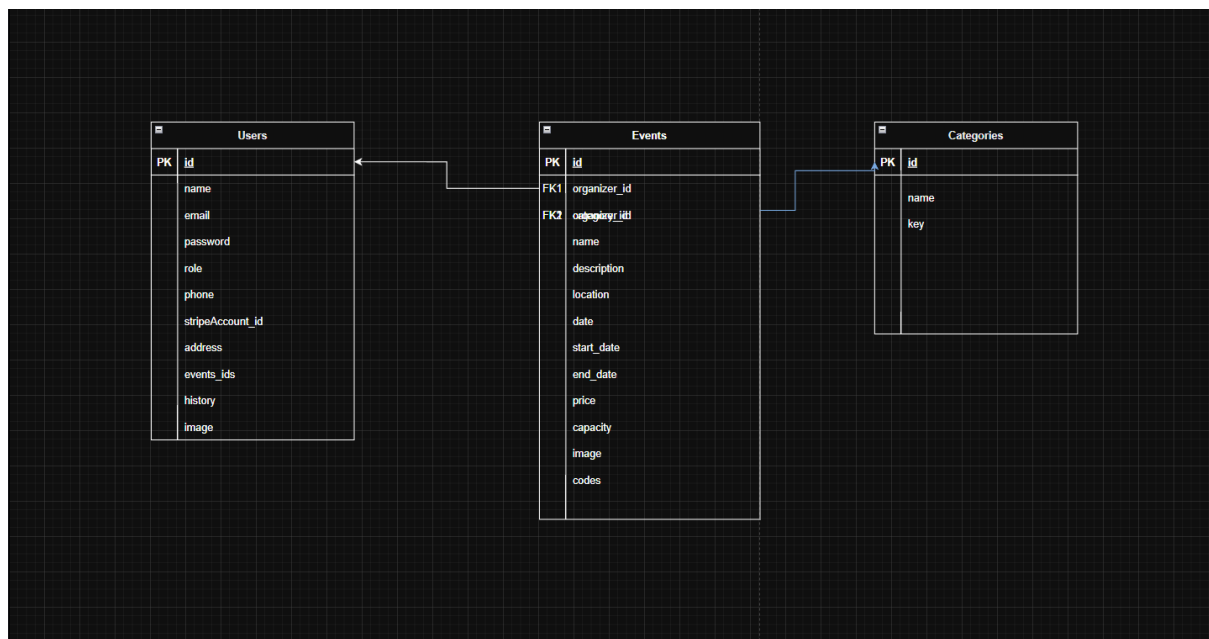 Users
PK id
name
email
password
role
phone
stripeAccount_id
address
events_ids
history
image
Events
PK id
FK1 organizer_id
name
description
location
date
start_date
end_date
price
capacity
image
codes
Categories
PK id
name
key